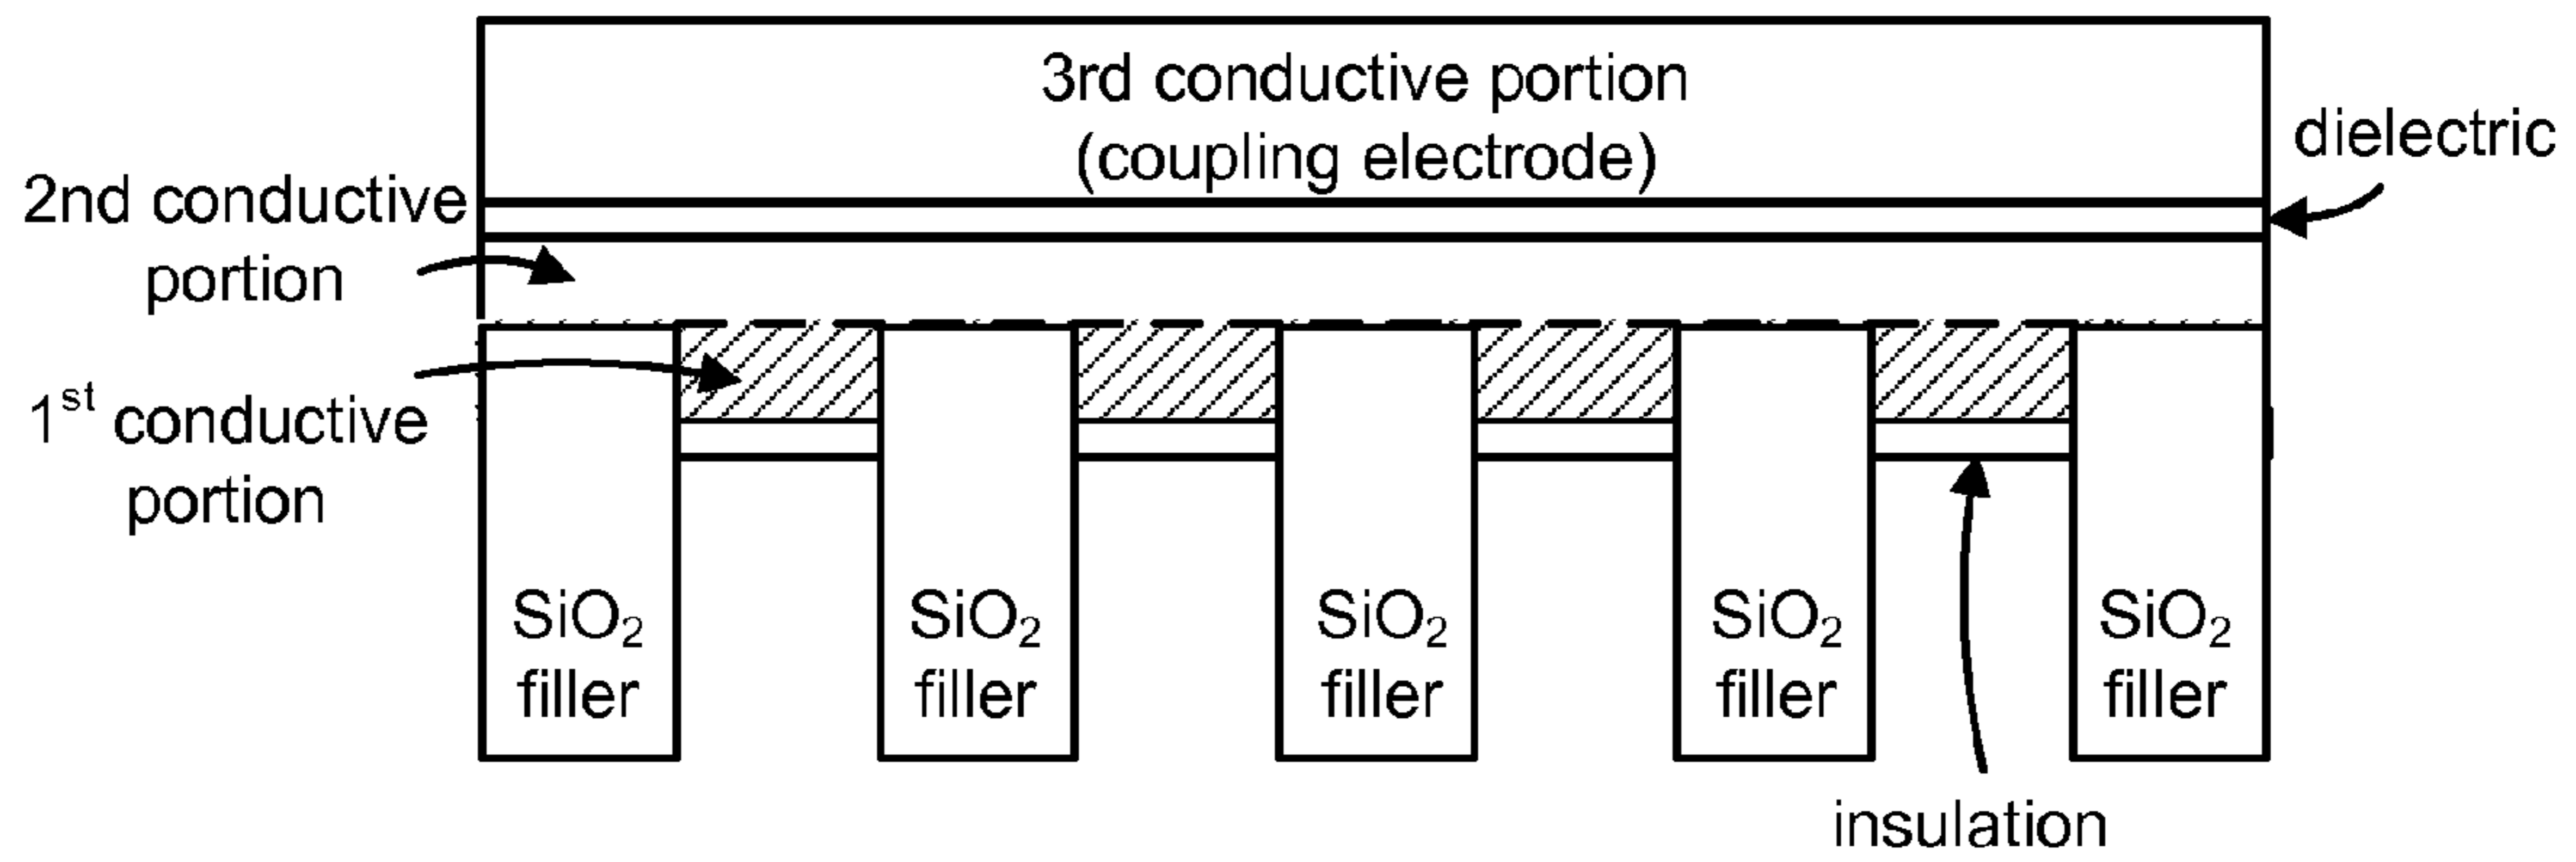 3rd conductive portion
(coupling electrode)
dielectric
2nd conductive
portion
1st conductive
portion
SiO2
filler
SiO2
filler
SiO2
filler
SiO2
filler
SiO2
filler
insulation